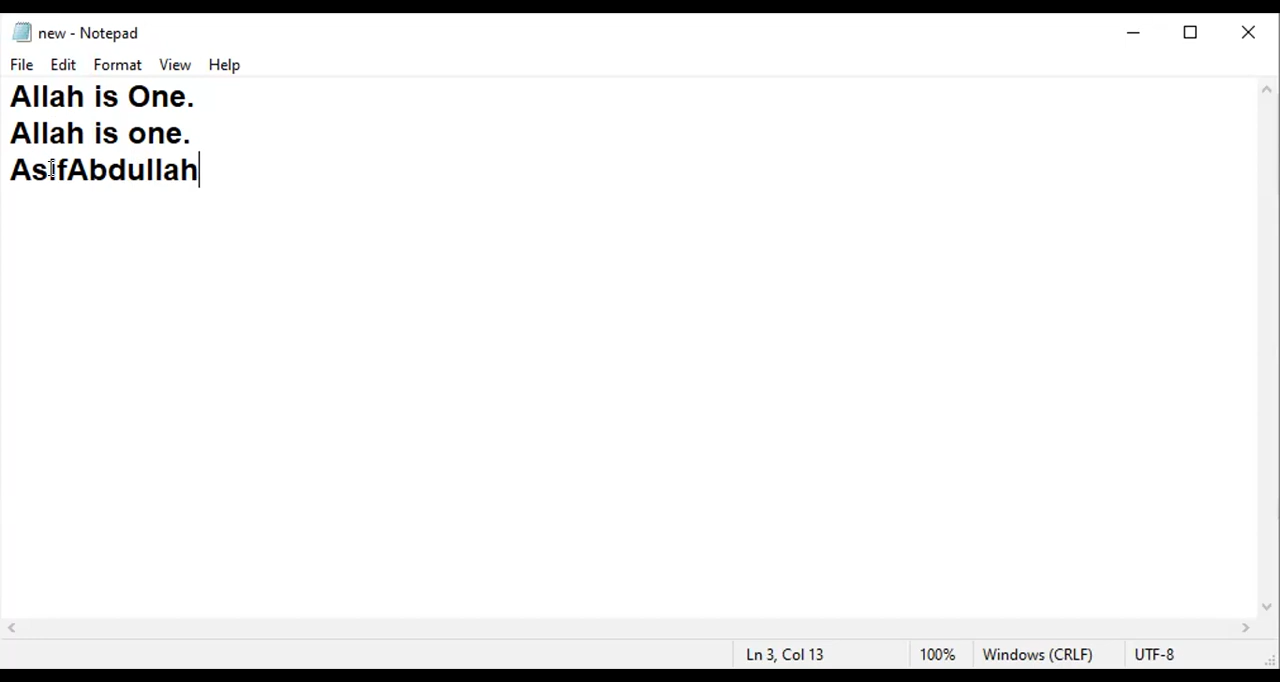 new - Notepad
File Edit Format View Help
Allah is One.
Allah is one.
AsifAbdullah
Ln 3, Col 13 100% Windows (CRLF) UTF-8